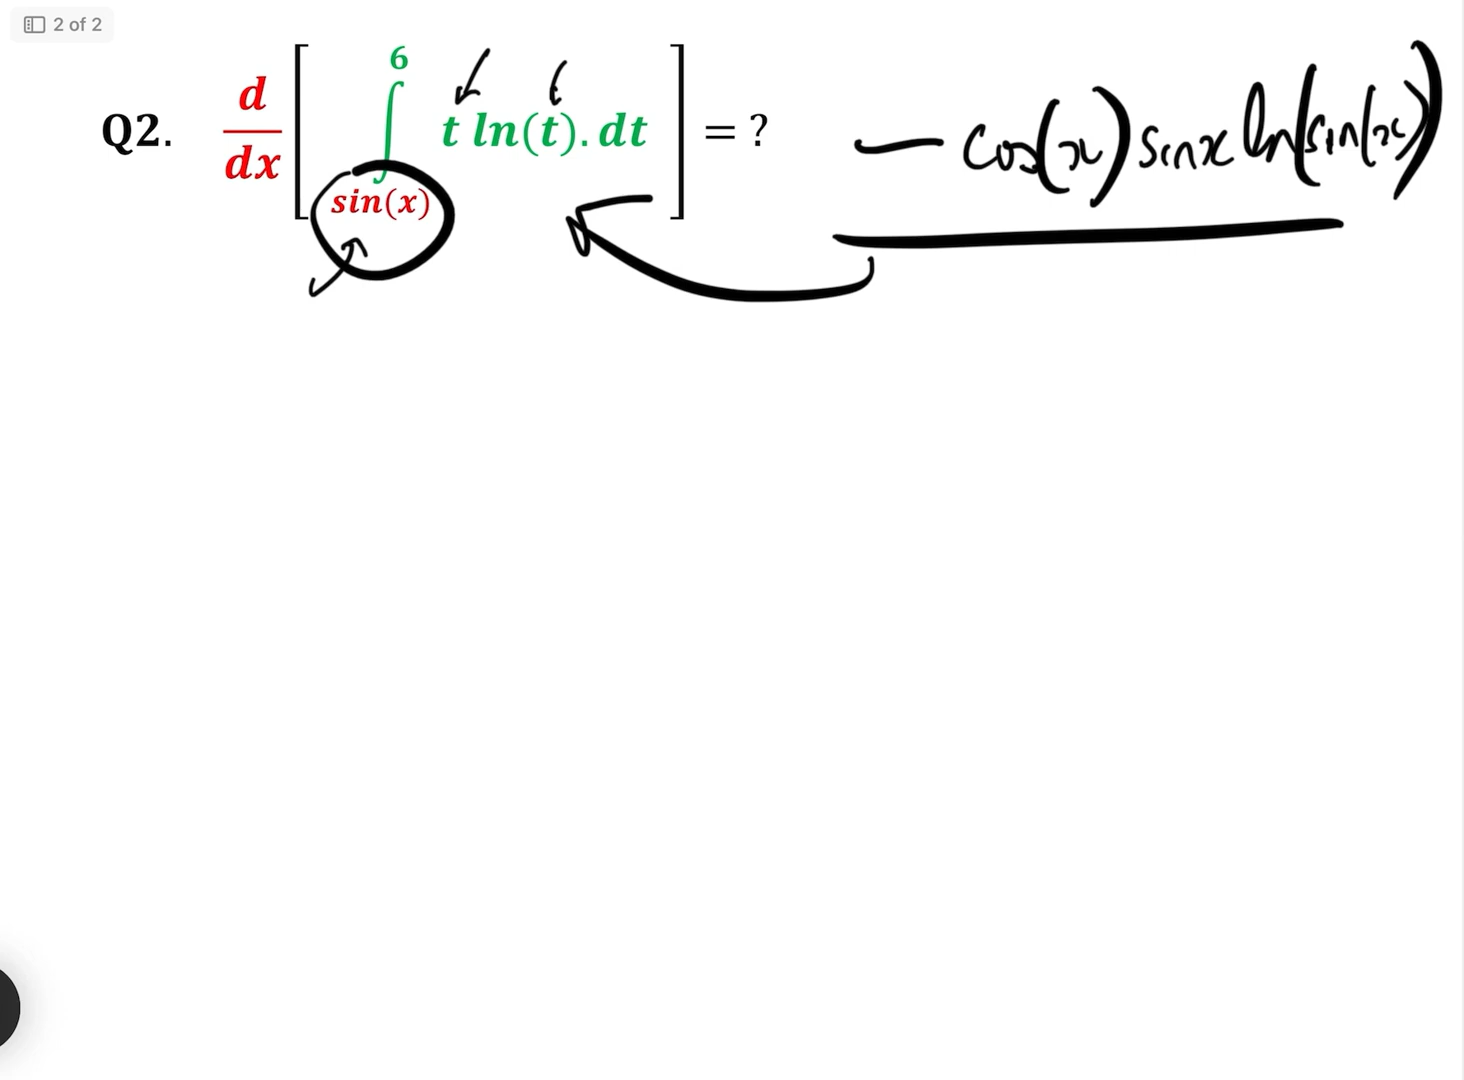 2 of 2
Q2. d/dx [ ∫_{sin(x)}^{6} t ln(t). dt ] = ? − cos(x) sinx ln(sin(x))